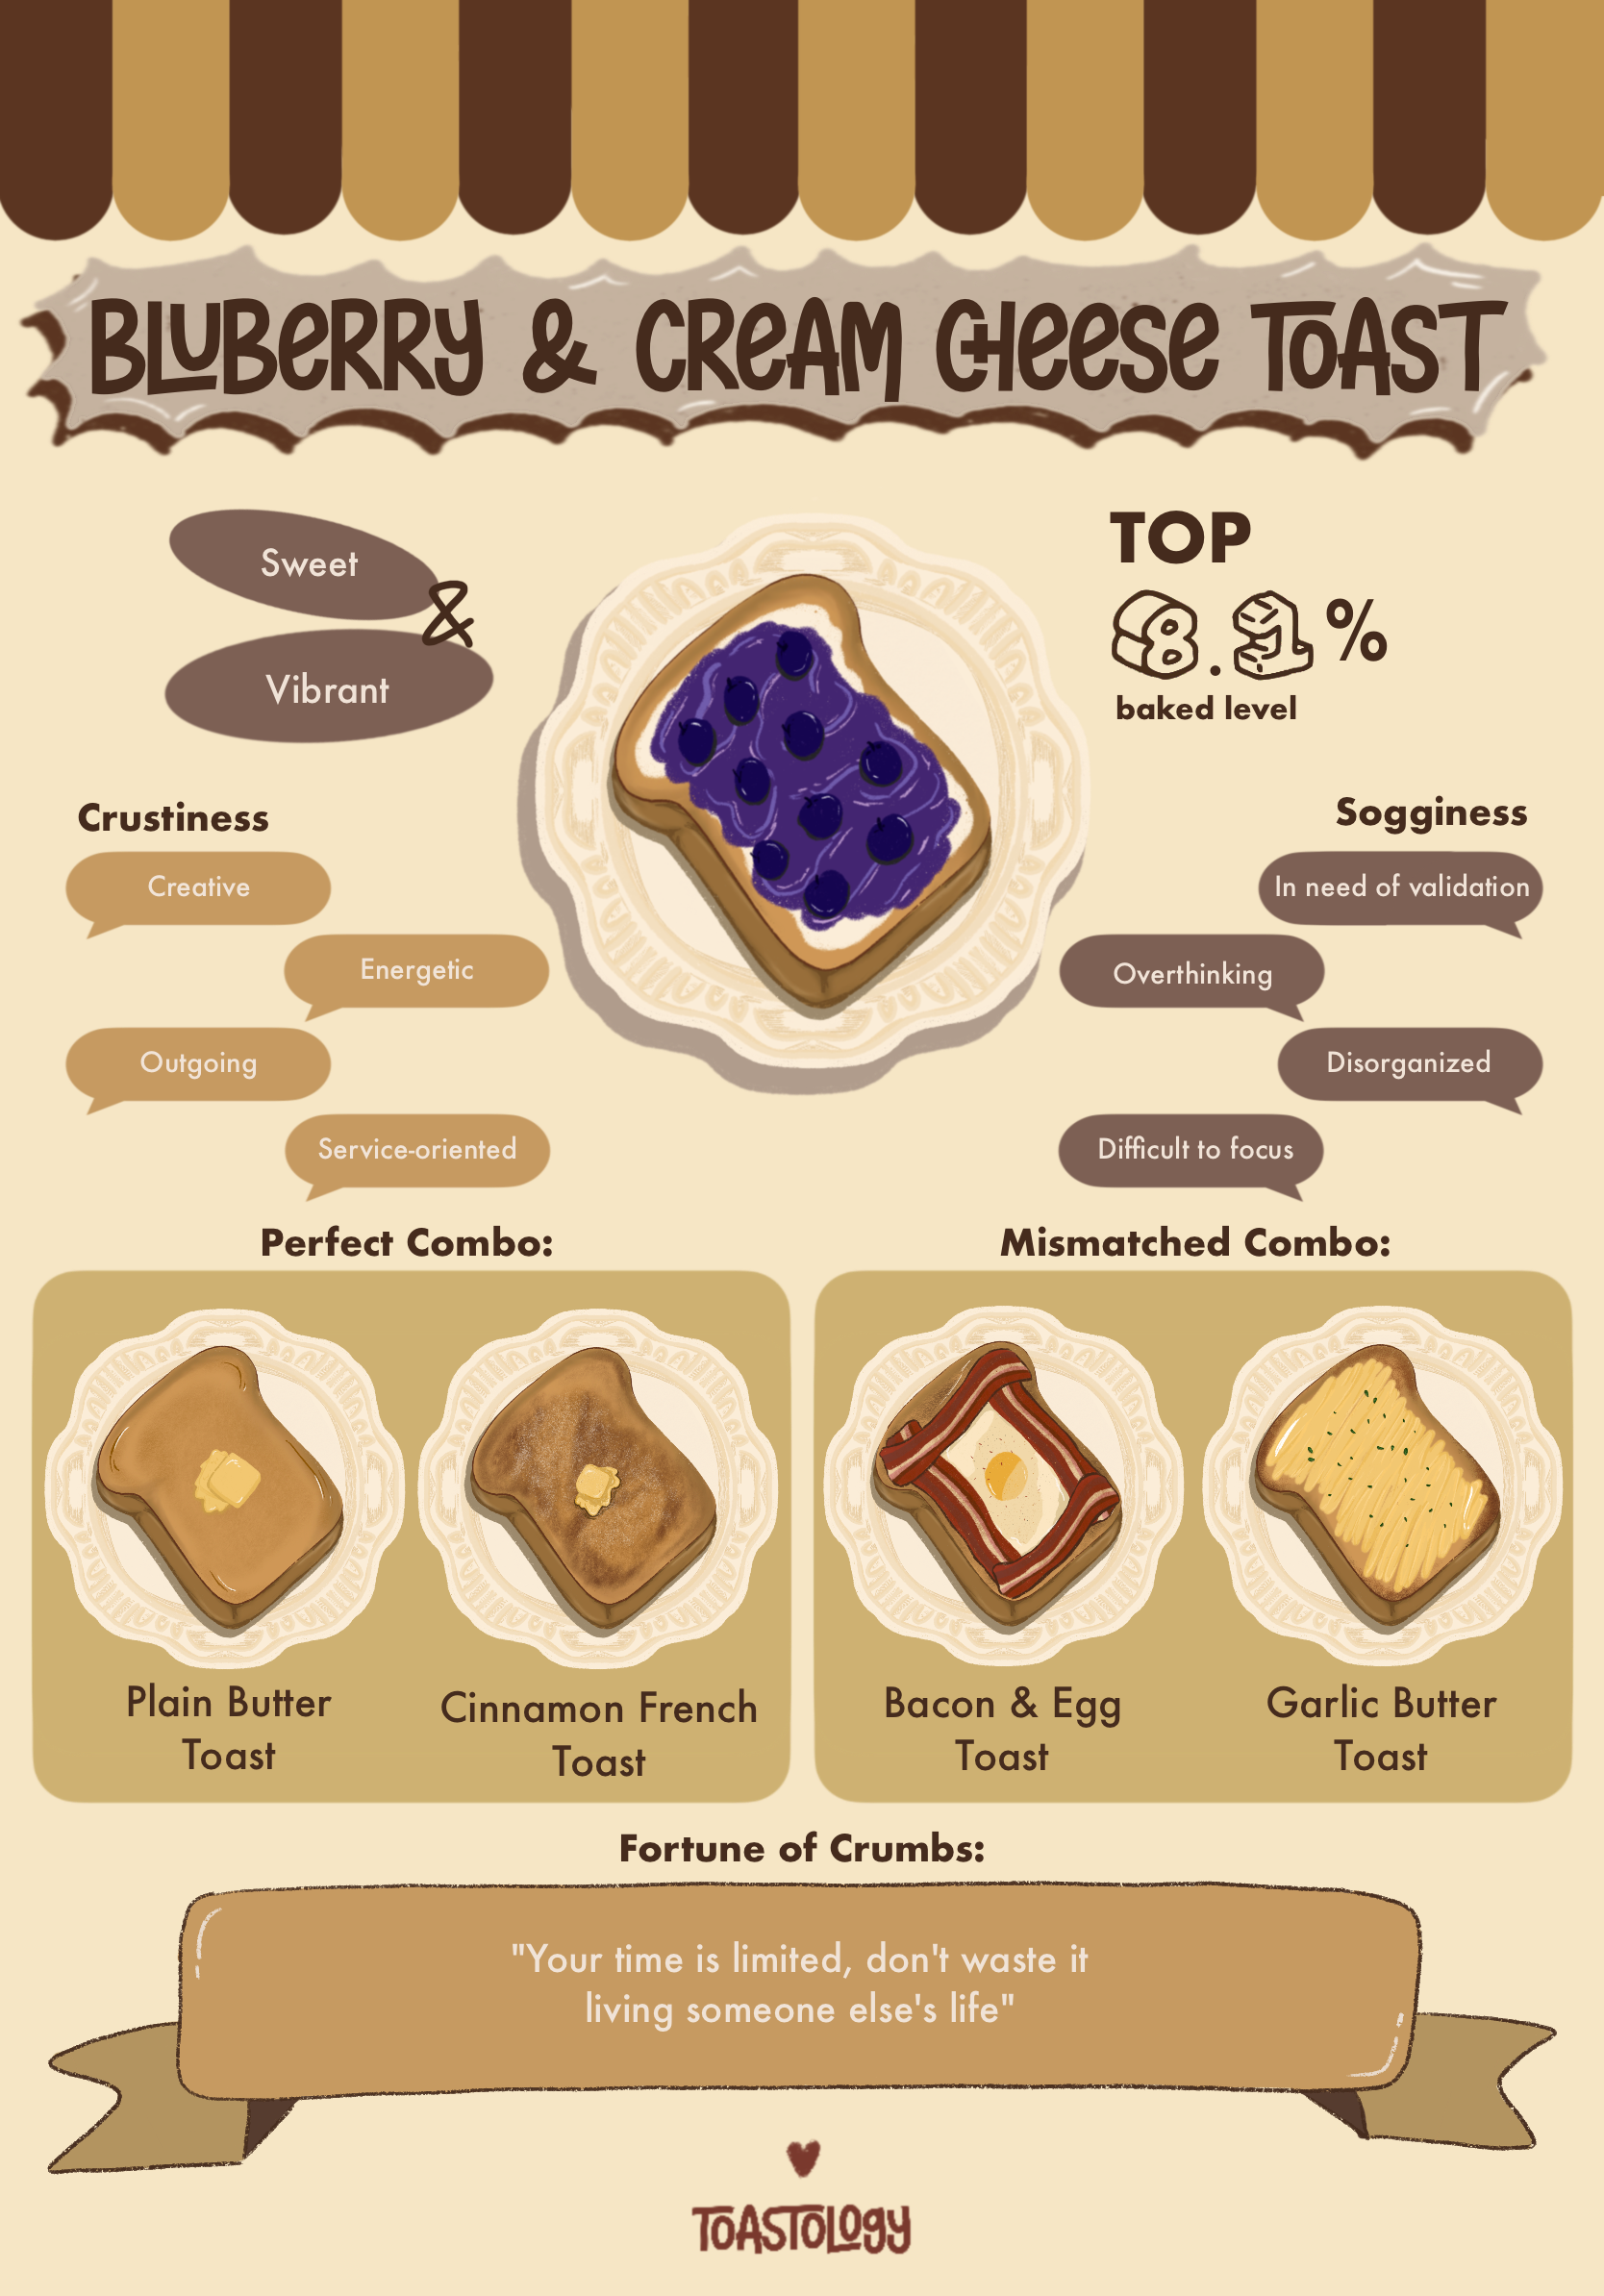 BLUBERRY & CREAM CHEESE TOAST
Sweet
&
Vibrant
TOP
8.1%
baked level
Crustiness
Creative
Energetic
Outgoing
Service-oriented
Sogginess
In need of validation
Overthinking
Disorganized
Difficult to focus
Perfect Combo:
Plain Butter
Toast
Cinnamon French
Toast
Mismatched Combo:
Bacon & Egg
Toast
Garlic Butter
Toast
Fortune of Crumbs:
"Your time is limited, don't waste it
living someone else's life"
TOASTOLOGY